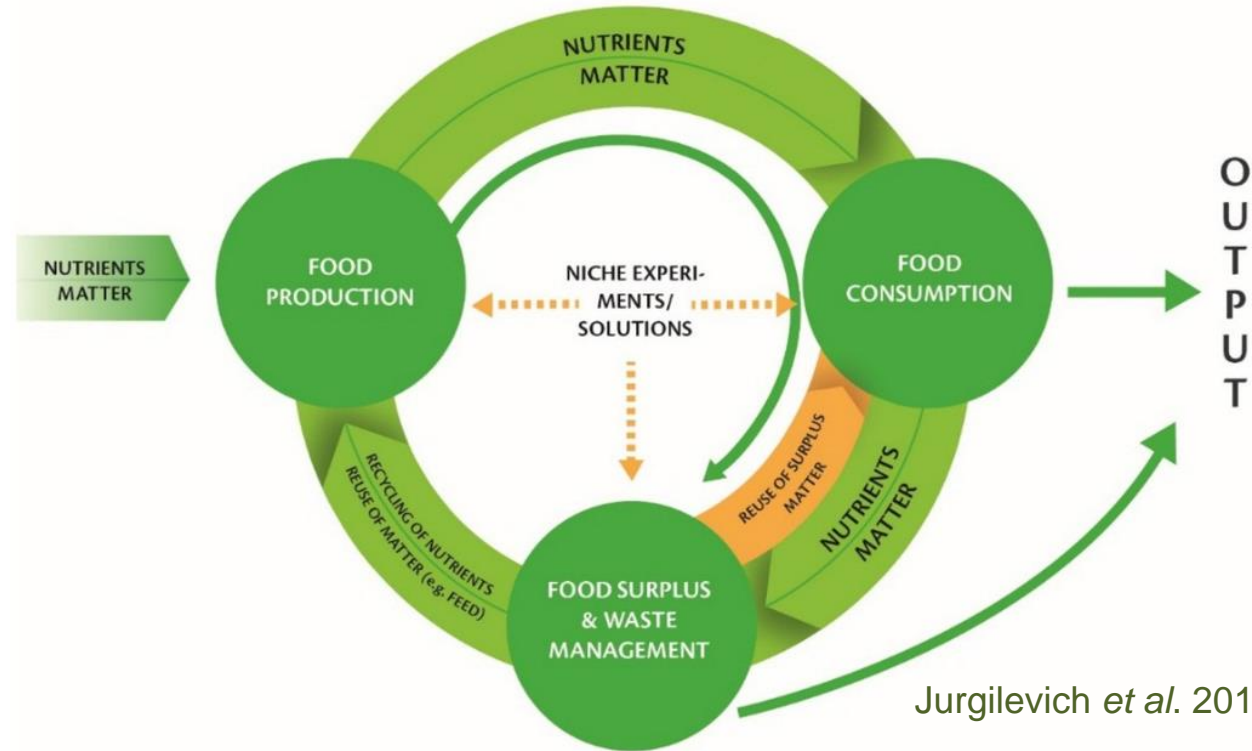 NUTRIENTS
MATTER
NUTRIENTS
MATTER
FOOD
PRODUCTION
NICHE EXPERI-
MENTS/
SOLUTIONS
FOOD
CONSUMPTION
O
U
T
P
U
T
RECYCLING OF NUTRIENTS
REUSE OF MATTER (e.g. FEED)
REUSE OF SURPLUS
MATTER
NUTRIENTS
MATTER
FOOD SURPLUS
& WASTE
MANAGEMENT
Jurgilevich et al. 201